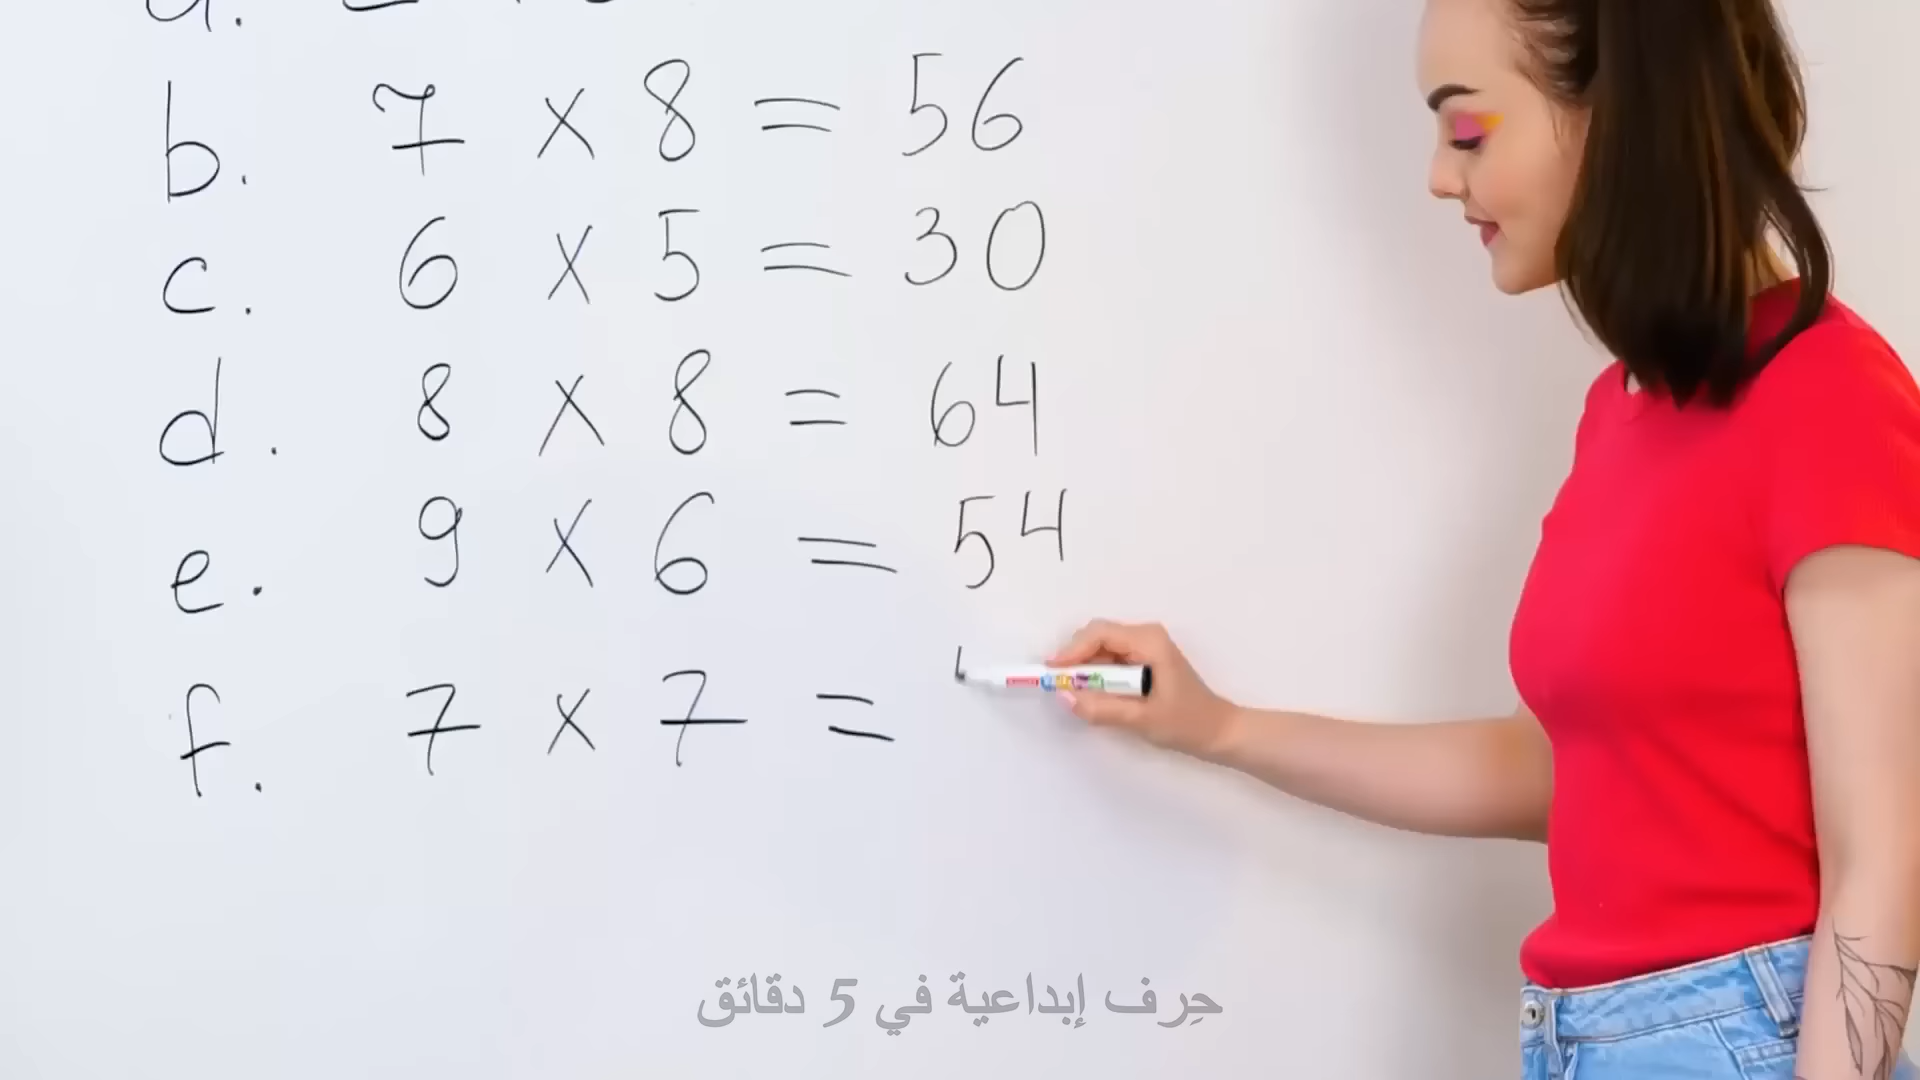 b. 7 x 8 = 56
c. 6 x 5 = 30
d. 8 x 8 = 64
e. 9 x 6 = 54
f. 7 x 7 =
حِرف إبداعية في 5 دقائق